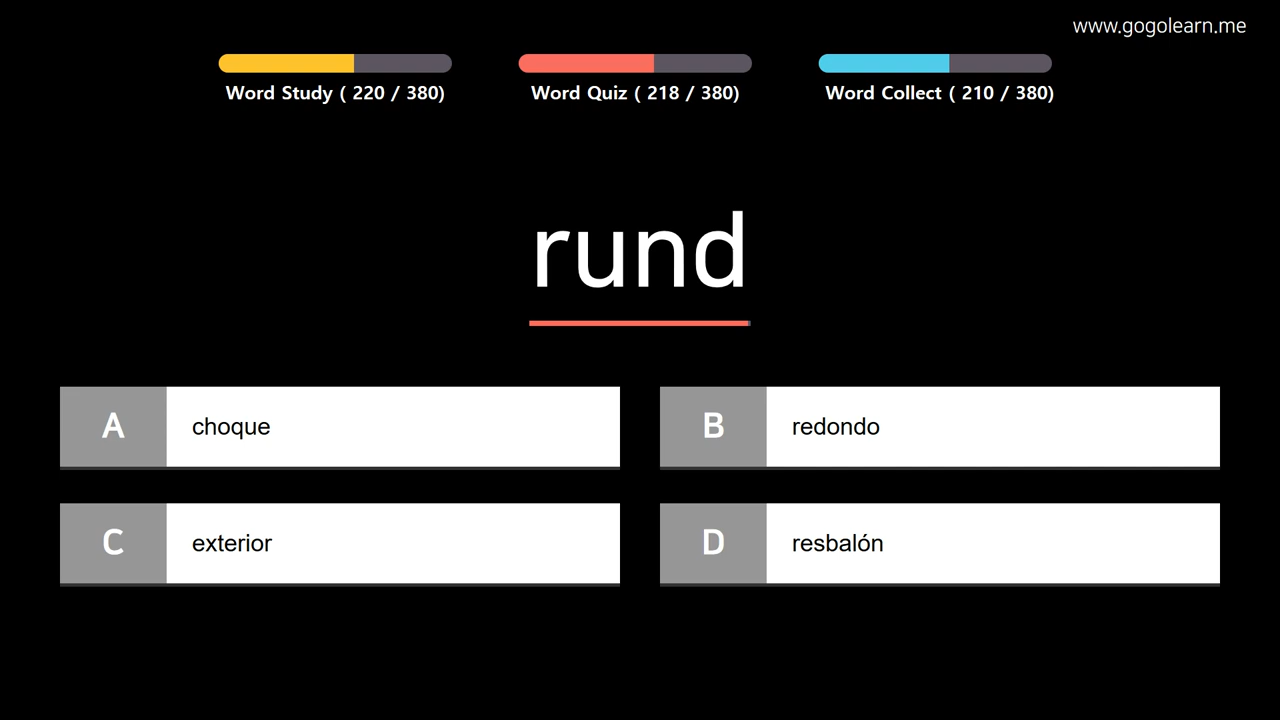 www.gogolearn.me
Word Study ( 220 / 380)
Word Quiz ( 218 / 380)
Word Collect ( 210 / 380)
rund
A choque
B redondo
C exterior
D resbalón